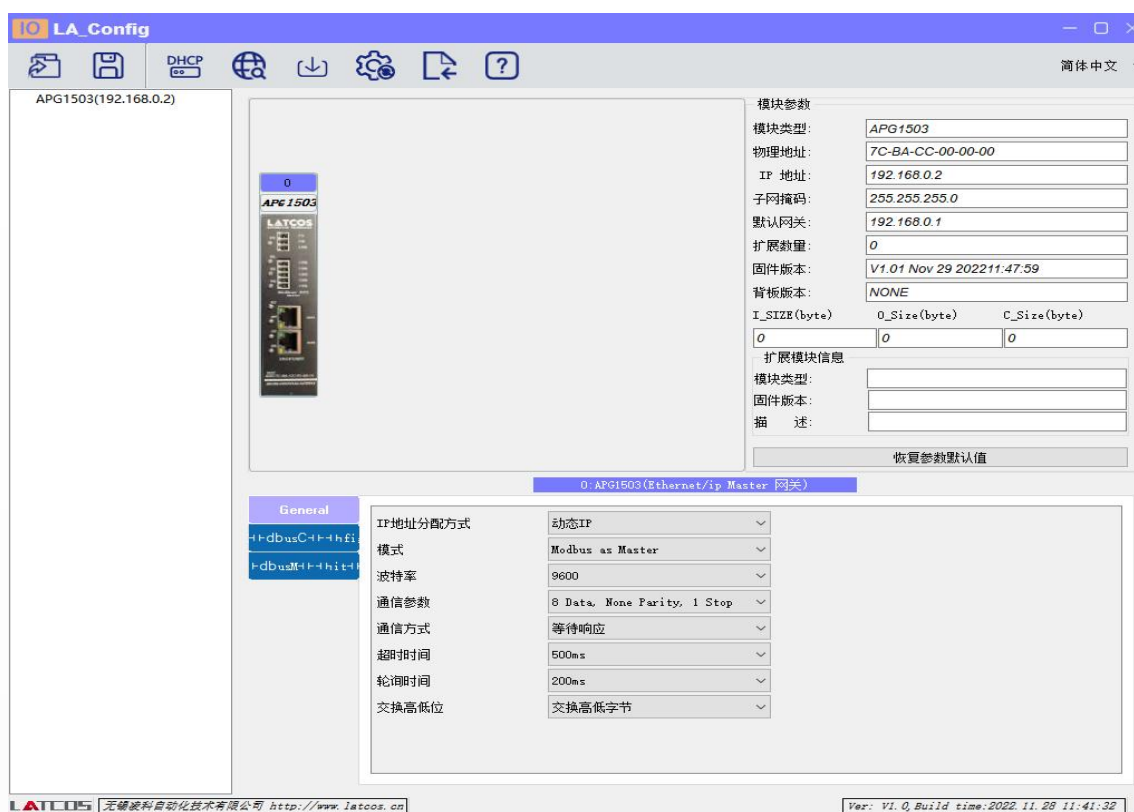 IO LA_Config
DHCP
简体中文
APG1503(192.168.0.2)
0
APG1503
LATCOS
模块参数
模块类型: APG1503
物理地址: 7C-BA-CC-00-00-00
IP 地址: 192.168.0.2
子网掩码: 255.255.255.0
默认网关: 192.168.0.1
扩展数量: 0
固件版本: V1.01 Nov 29 202211:47:59
背板版本: NONE
I_SIZE(byte) O_Size(byte) C_Size(byte)
0 0 0
扩展模块信息
模块类型:
固件版本:
描 述:
恢复参数默认值
0:APG1503(Ethernet/ip Master 网关)
General
IP地址分配方式 动态IP
模式 Modbus as Master
波特率 9600
通信参数 8 Data, None Parity, 1 Stop
通信方式 等待响应
超时时间 500ms
轮询时间 200ms
交换高低位 交换高低字节
LATCOS 无锡凌科自动化技术有限公司 http://www.latcos.cn
Ver: V1.0,Build time:2022.11.28 11:41:32